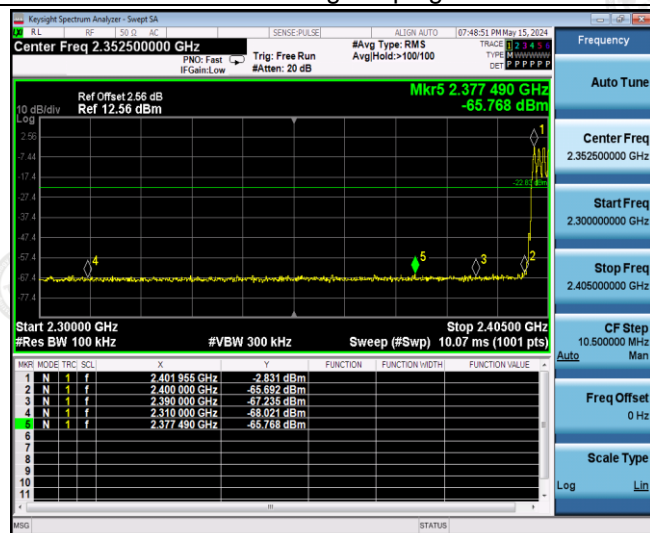 Keysight Spectrum Analyzer - Swept SA
RL RF 50 Ω AC SENSE:PULSE ALIGN AUTO 07:48:51 PM May 15, 2024
Center Freq 2.352500000 GHz
PNO: Fast
IFGain:Low
Trig: Free Run
#Atten: 20 dB
#Avg Type: RMS
Avg|Hold:>100/100
TRACE 1 2 3 4 5 6
TYPE M WWWWW
DET P P P P P P
Mkr5 2.377 490 GHz
-65.768 dBm
Ref Offset 2.56 dB
10 dB/div Ref 12.56 dBm
Log
2.56
-7.44
-17.4
-27.4
-37.4
-47.4
-57.4
-67.4
-77.4
1
-22.83 dBm
4
5
3
2
Start 2.30000 GHz Stop 2.40500 GHz
#Res BW 100 kHz #VBW 300 kHz Sweep (#Swp) 10.07 ms (1001 pts)
MKR MODE TRC SCL X Y FUNCTION FUNCTION WIDTH FUNCTION VALUE
1 N 1 f 2.401 955 GHz -2.831 dBm
2 N 1 f 2.400 000 GHz -65.692 dBm
3 N 1 f 2.390 000 GHz -67.235 dBm
4 N 1 f 2.310 000 GHz -68.021 dBm
5 N 1 f 2.377 490 GHz -65.768 dBm
6
7
8
9
10
11
MSG STATUS
Frequency
Auto Tune
Center Freq
2.352500000 GHz
Start Freq
2.300000000 GHz
Stop Freq
2.405000000 GHz
CF Step
10.500000 MHz
Auto Man
Freq Offset
0 Hz
Scale Type
Log Lin